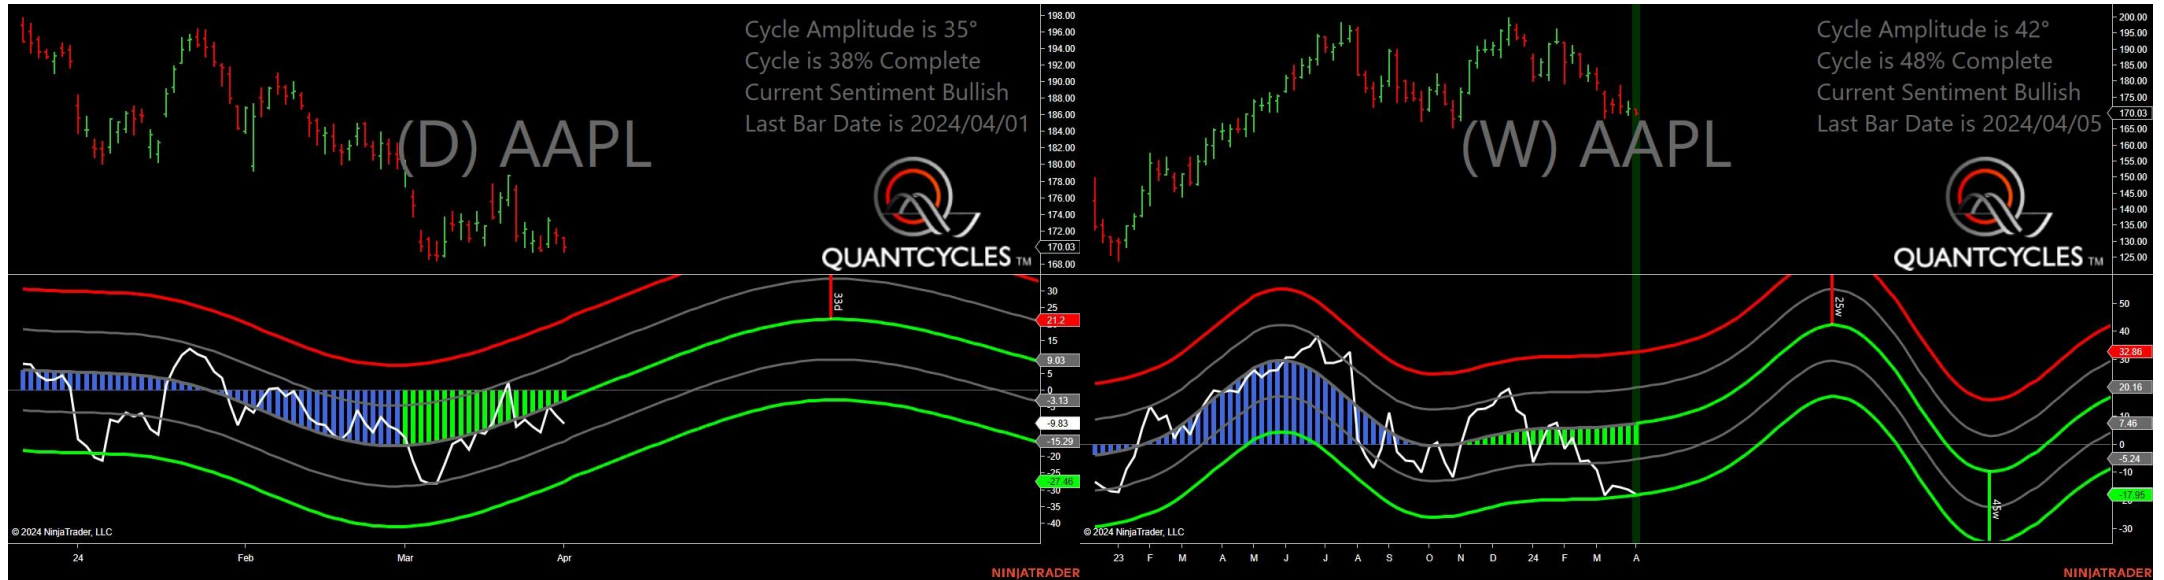 Cycle Amplitude is 35°
Cycle is 38% Complete
Current Sentiment Bullish
Last Bar Date is 2024/04/01
(D) AAPL
QUANTCYCLES TM
198.00
196.00
194.00
192.00
190.00
188.00
186.00
184.00
182.00
180.00
178.00
176.00
174.00
172.00
170.03
168.00
33d
30
25
21.2
15
9.03
5
0
-3.13
-9.83
-15.29
-20
-27.46
-30
-35
-40
© 2024 NinjaTrader, LLC
24 Feb Mar Apr
NINJATRADER
Cycle Amplitude is 42°
Cycle is 48% Complete
Current Sentiment Bullish
Last Bar Date is 2024/04/05
(W) AAPL
QUANTCYCLES TM
200.00
195.00
190.00
185.00
180.00
175.00
170.03
165.00
160.00
155.00
150.00
145.00
140.00
135.00
130.00
125.00
25w
45w
50
40
32.86
30
20.16
10
7.46
0
-5.24
-10
-17.95
-30
© 2024 NinjaTrader, LLC
23 F M A M J J A S O N D 24 F M A
NINJATRADER